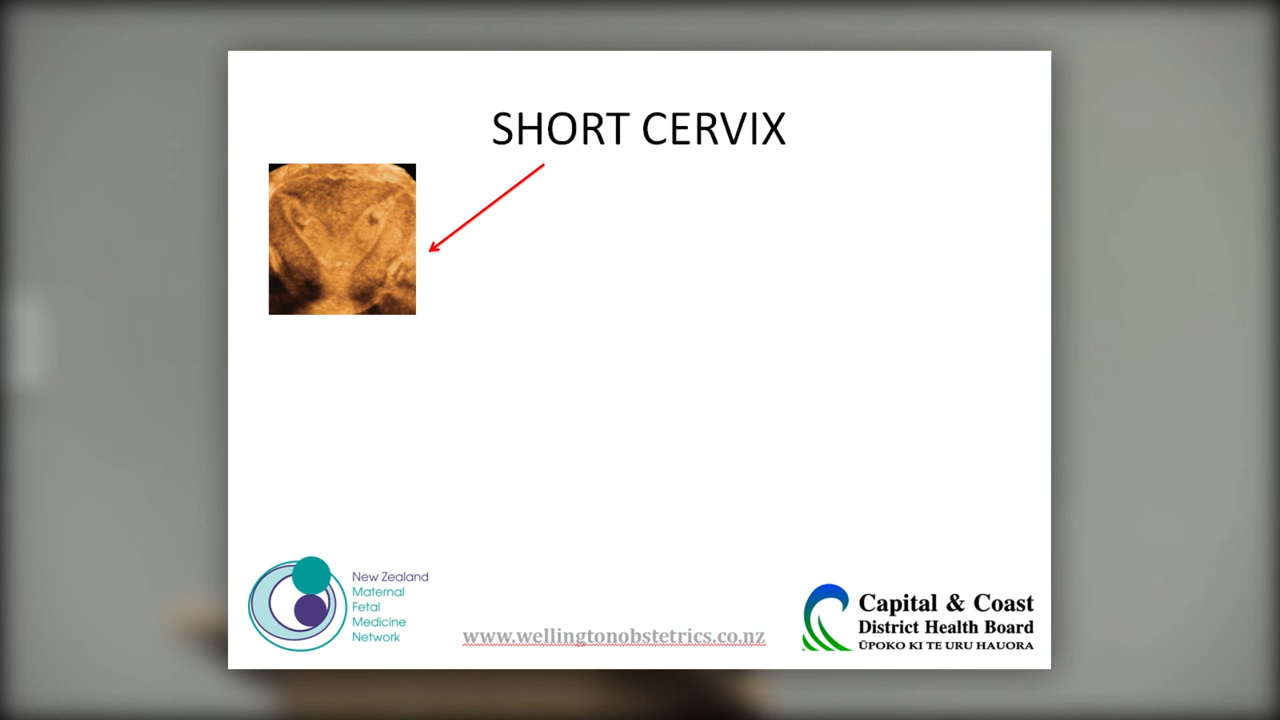 SHORT CERVIX
New Zealand
Maternal
Fetal
Medicine
Network
www.wellingtonobstetrics.co.nz
Capital & Coast
District Health Board
ŪPOKO KI TE URU HAUORA